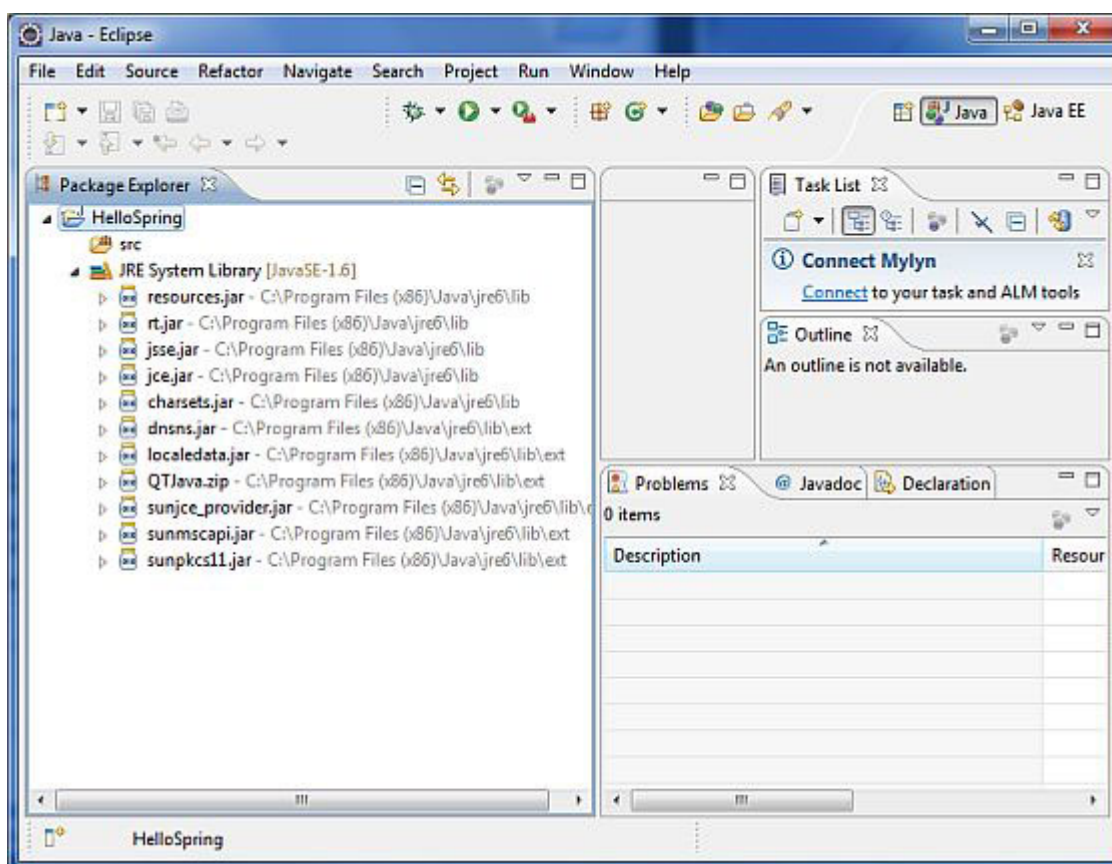 Java - Eclipse
File Edit Source Refactor Navigate Search Project Run Window Help
Java Java EE
Package Explorer
HelloSpring
src
JRE System Library [JavaSE-1.6]
resources.jar - C:\Program Files (x86)\Java\jre6\lib
rt.jar - C:\Program Files (x86)\Java\jre6\lib
jsse.jar - C:\Program Files (x86)\Java\jre6\lib
jce.jar - C:\Program Files (x86)\Java\jre6\lib
charsets.jar - C:\Program Files (x86)\Java\jre6\lib
dnsns.jar - C:\Program Files (x86)\Java\jre6\lib\ext
localedata.jar - C:\Program Files (x86)\Java\jre6\lib\ext
QTJava.zip - C:\Program Files (x86)\Java\jre6\lib\ext
sunjce_provider.jar - C:\Program Files (x86)\Java\jre6\lib\e
sunmscapi.jar - C:\Program Files (x86)\Java\jre6\lib\ext
sunpkcs11.jar - C:\Program Files (x86)\Java\jre6\lib\ext
Task List
Connect Mylyn
Connect to your task and ALM tools
Outline
An outline is not available.
Problems Javadoc Declaration
0 items
Description Resour
HelloSpring